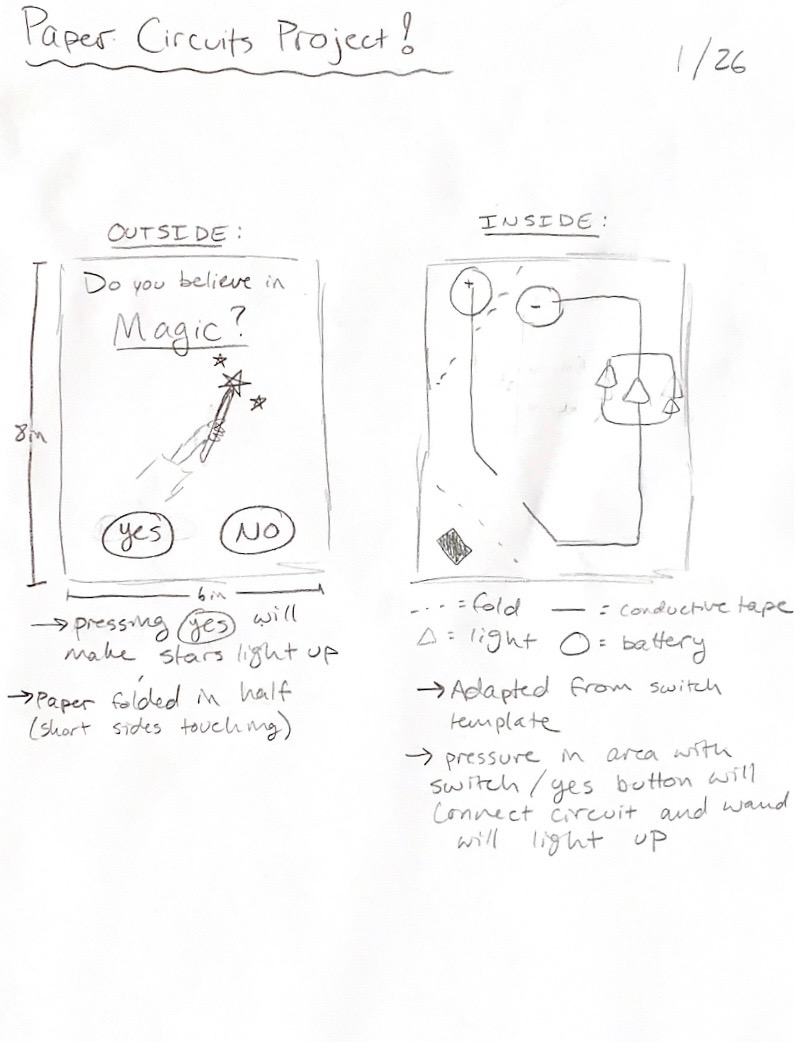 Paper Circuits Project!
1/26
OUTSIDE:
Do you believe in
Magic?
8in
yes
NO
6in
→ pressing yes will
make stars light up
→ Paper folded in half
(short sides touching)
INSIDE:
+
-
--- = fold — = conductive tape
△ = light ○ = battery
→ Adapted from switch
template
→ pressure in area with
switch/yes button will
connect circuit and wand
will light up